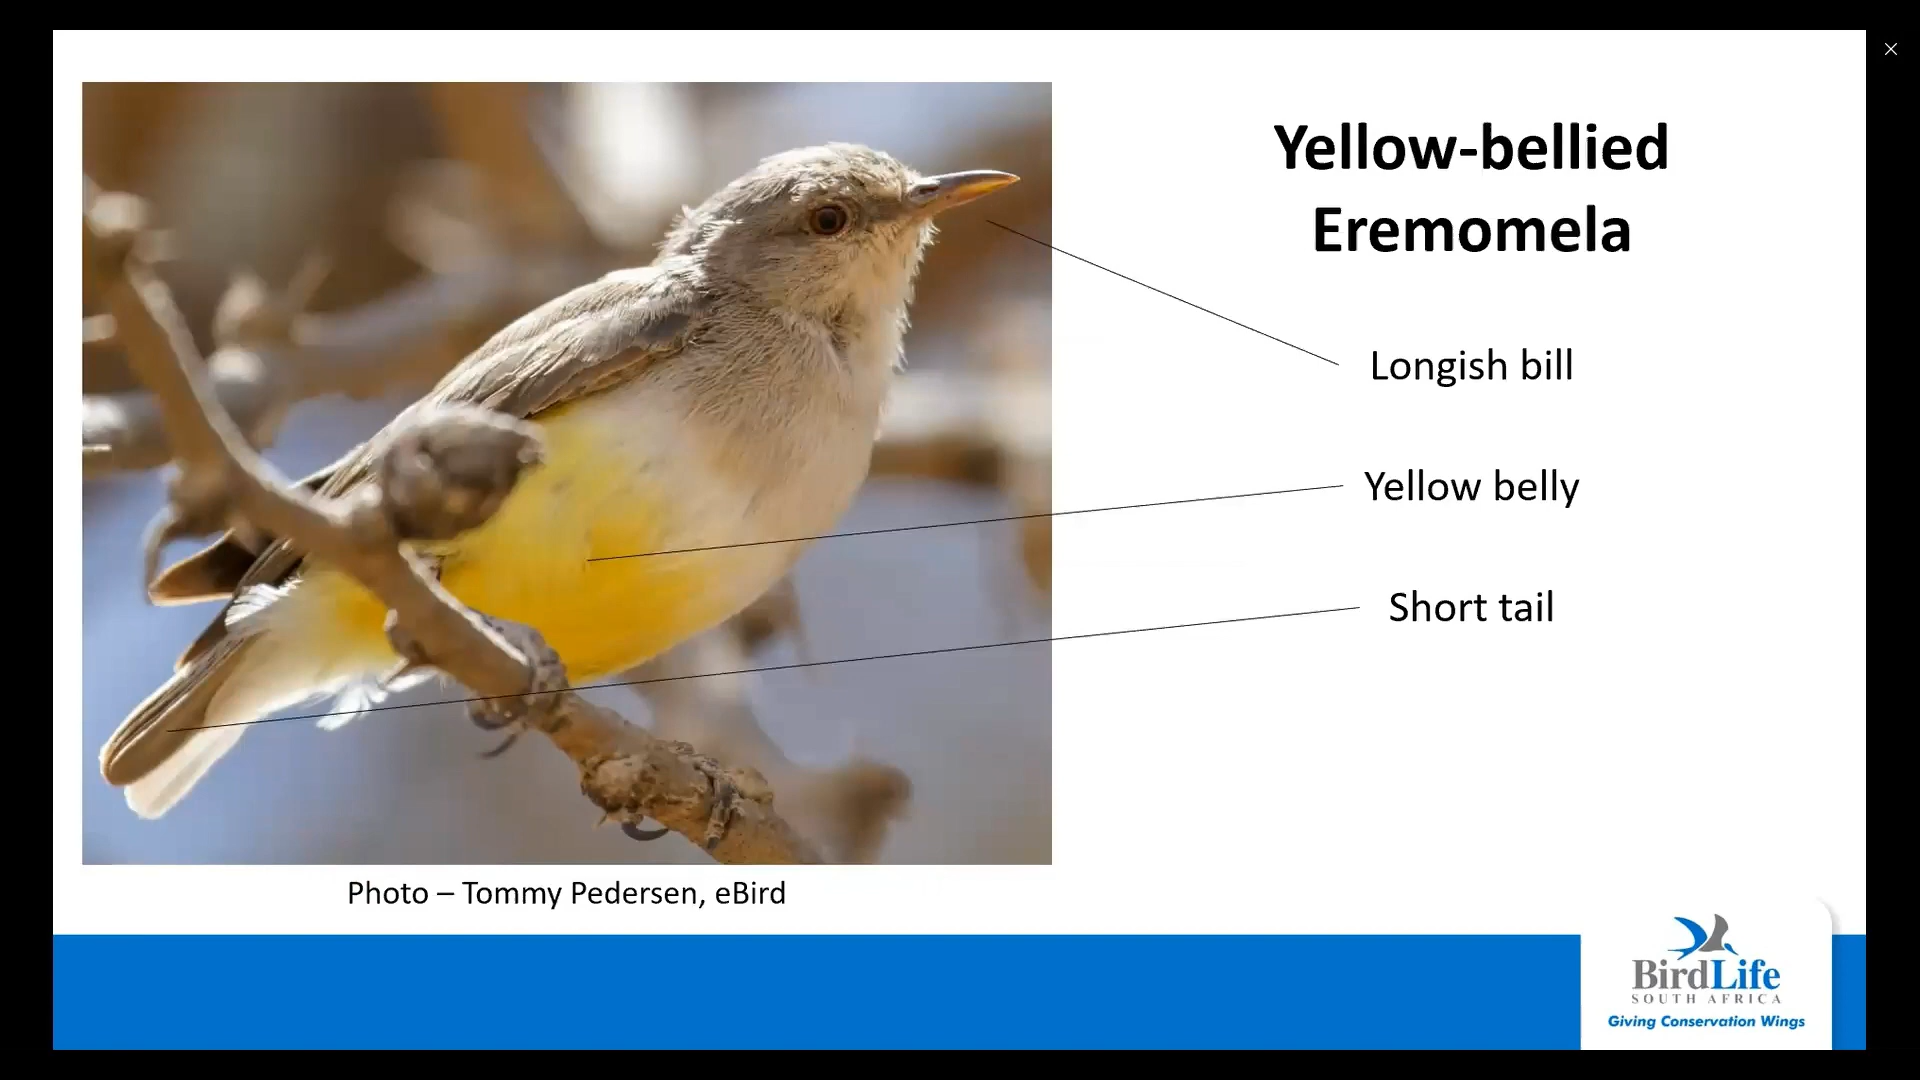 Yellow-bellied
Eremomela
Longish bill
Yellow belly
Short tail
Photo – Tommy Pedersen, eBird
BirdLife
SOUTH AFRICA
Giving Conservation Wings